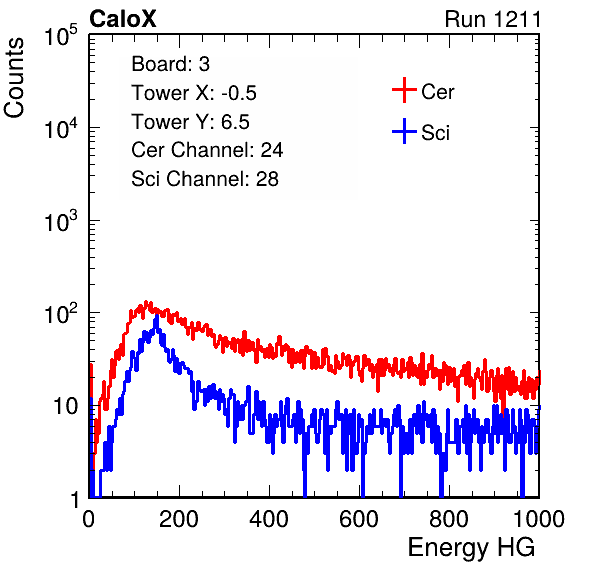 CaloX Run 1211
Counts
10^5
10^4
10^3
10^2
10
1
Board: 3
Tower X: -0.5
Tower Y: 6.5
Cer Channel: 24
Sci Channel: 28
Cer
Sci
0 200 400 600 800 1000
Energy HG